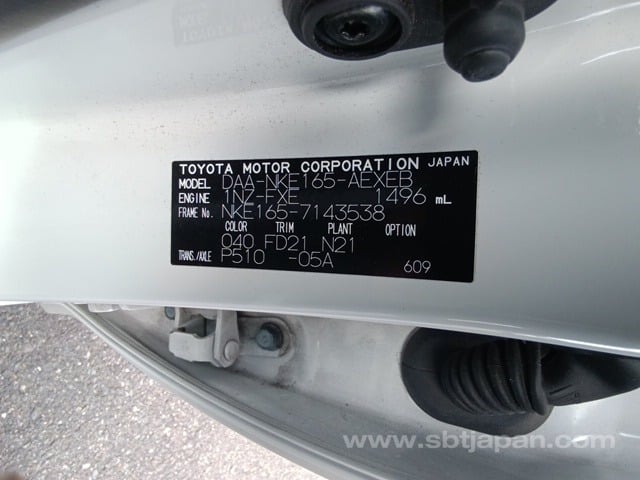 TOYOTA MOTOR CORPORATION JAPAN
MODEL DAA-NKE165-AEXEB
ENGINE 1NZ-FXE 1496 mL
FRAME No. NKE165-7143538
COLOR TRIM PLANT OPTION
040 FD21 N21
TRANS./AXLE P510 -05A 609
www.sbtjapan.com